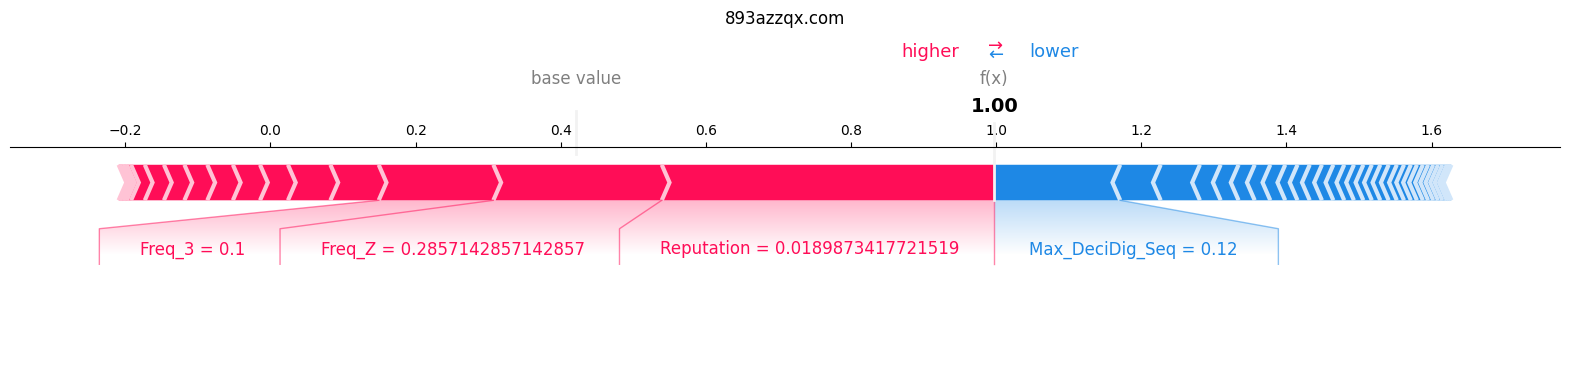 893azzqx.com
higher → ← lower
base value f(x)
1.00
−0.2 0.0 0.2 0.4 0.6 0.8 1.0 1.2 1.4 1.6
Freq_3 = 0.1 Freq_Z = 0.2857142857142857 Reputation = 0.0189873417721519 Max_DeciDig_Seq = 0.12